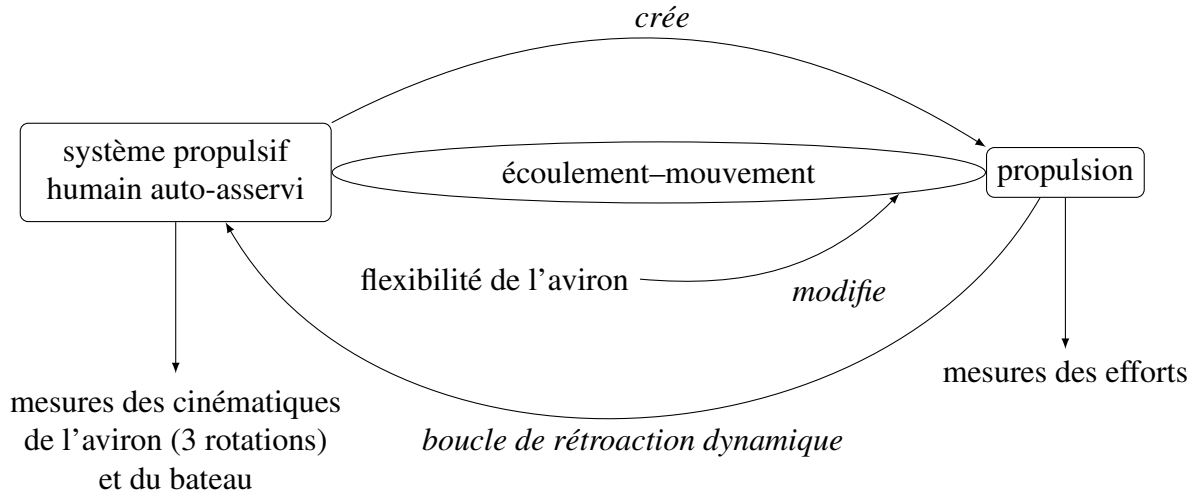 crée
système propulsif
humain auto-asservi
écoulement–mouvement
propulsion
flexibilité de l’aviron
modifie
mesures des efforts
mesures des cinématiques
de l’aviron (3 rotations)
et du bateau
boucle de rétroaction dynamique